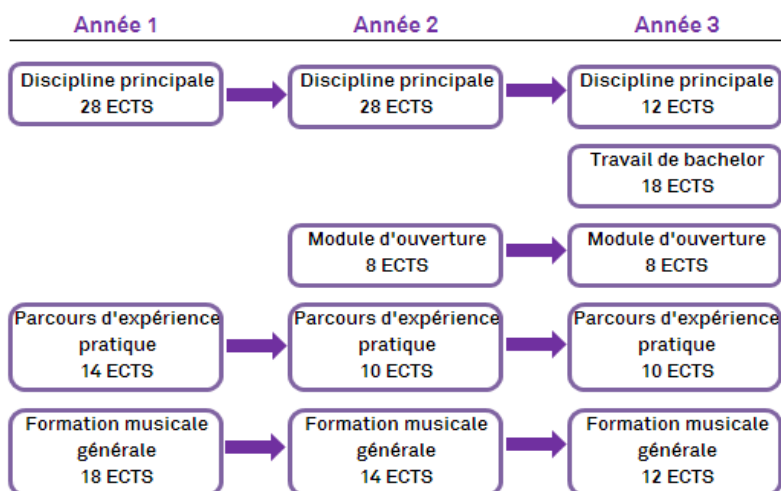 Année 1
Année 2
Année 3
Discipline principale
28 ECTS
Discipline principale
28 ECTS
Discipline principale
12 ECTS
Travail de bachelor
18 ECTS
Module d'ouverture
8 ECTS
Module d'ouverture
8 ECTS
Parcours d'expérience
pratique
14 ECTS
Parcours d'expérience
pratique
10 ECTS
Parcours d'expérience
pratique
10 ECTS
Formation musicale
générale
18 ECTS
Formation musicale
générale
14 ECTS
Formation musicale
générale
12 ECTS